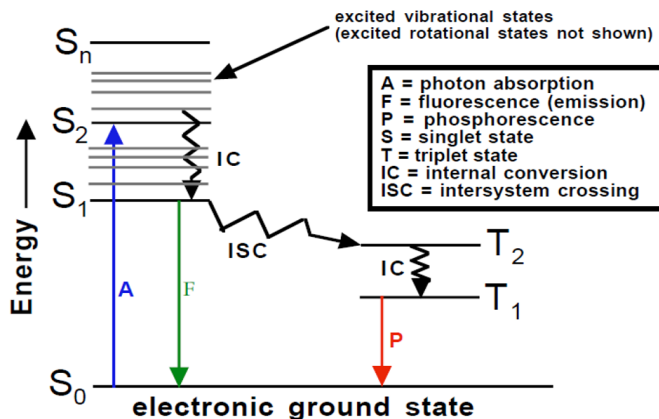 excited vibrational states
(excited rotational states not shown)
Sn
A = photon absorption
F = fluorescence (emission)
P = phosphorescence
S = singlet state
T = triplet state
IC = internal conversion
ISC = intersystem crossing
S2
IC
S1
ISC
T2
IC
T1
Energy
A
F
P
S0
electronic ground state